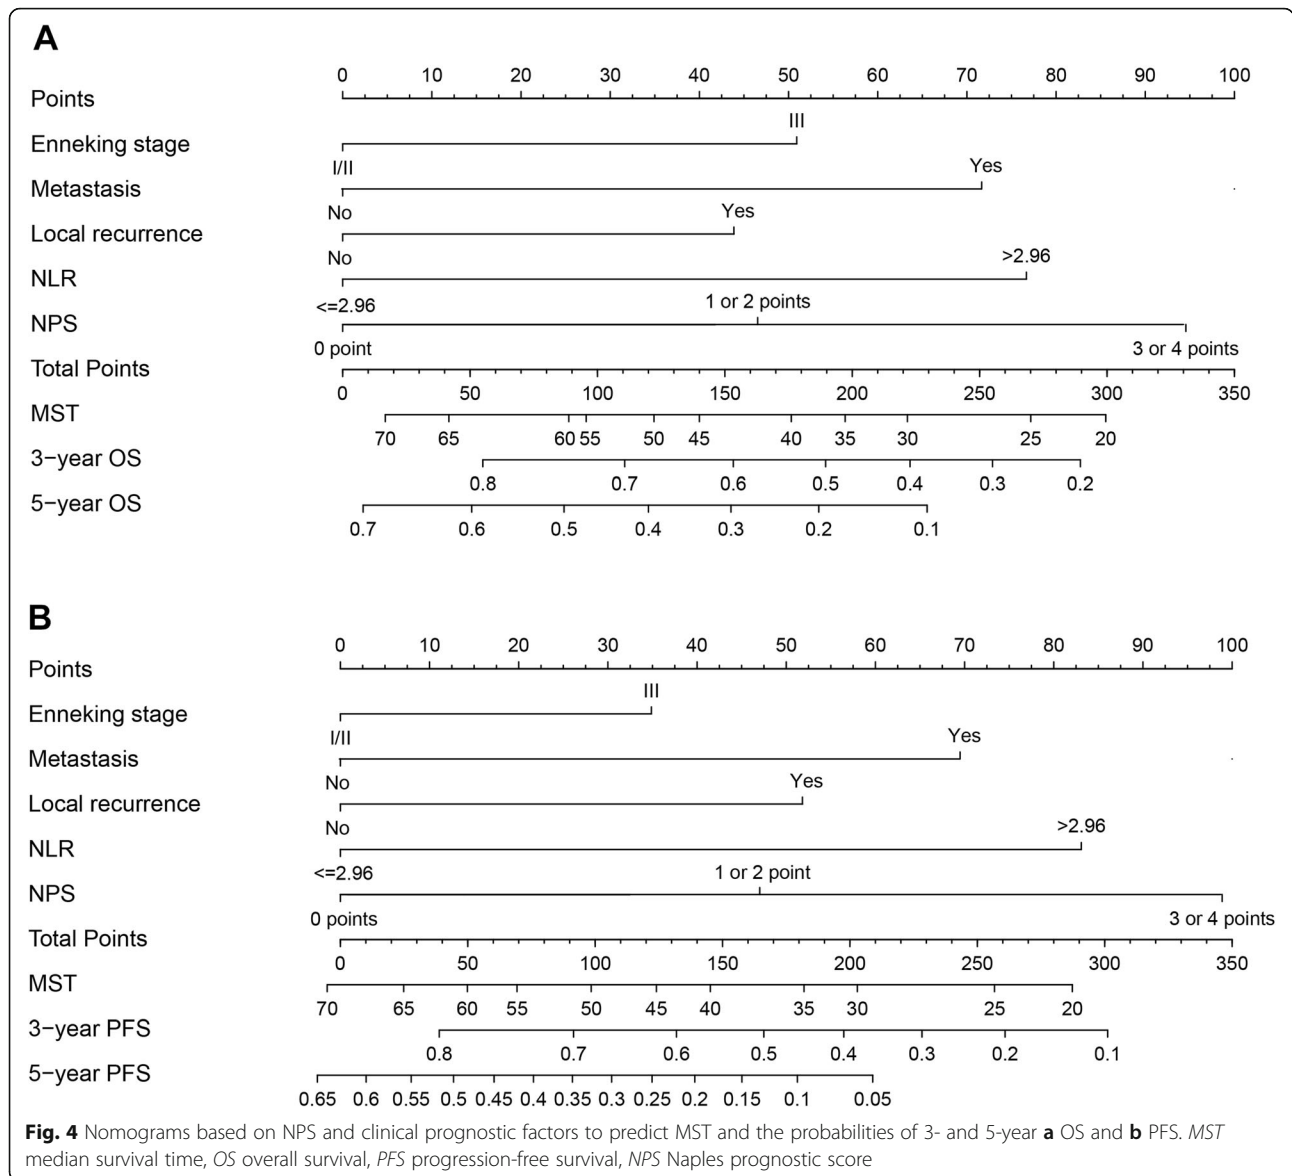 A
0 10 20 30 40 50 60 70 80 90 100
Points
III
Enneking stage
I/II Yes
Metastasis
No Yes
Local recurrence
No >2.96
NLR
<=2.96 1 or 2 points
NPS
0 point 3 or 4 points
Total Points
0 50 100 150 200 250 300 350
MST
70 65 60 55 50 45 40 35 30 25 20
3−year OS
0.8 0.7 0.6 0.5 0.4 0.3 0.2
5−year OS
0.7 0.6 0.5 0.4 0.3 0.2 0.1
B
0 10 20 30 40 50 60 70 80 90 100
Points
III
Enneking stage
I/II Yes
Metastasis
No Yes
Local recurrence
No >2.96
NLR
<=2.96 1 or 2 point
NPS
0 points 3 or 4 points
Total Points
0 50 100 150 200 250 300 350
MST
70 65 60 55 50 45 40 35 30 25 20
3−year PFS
0.8 0.7 0.6 0.5 0.4 0.3 0.2 0.1
5−year PFS
0.65 0.6 0.55 0.5 0.45 0.4 0.35 0.3 0.25 0.2 0.15 0.1 0.05
Fig. 4 Nomograms based on NPS and clinical prognostic factors to predict MST and the probabilities of 3- and 5-year a OS and b PFS. MST
median survival time, OS overall survival, PFS progression-free survival, NPS Naples prognostic score